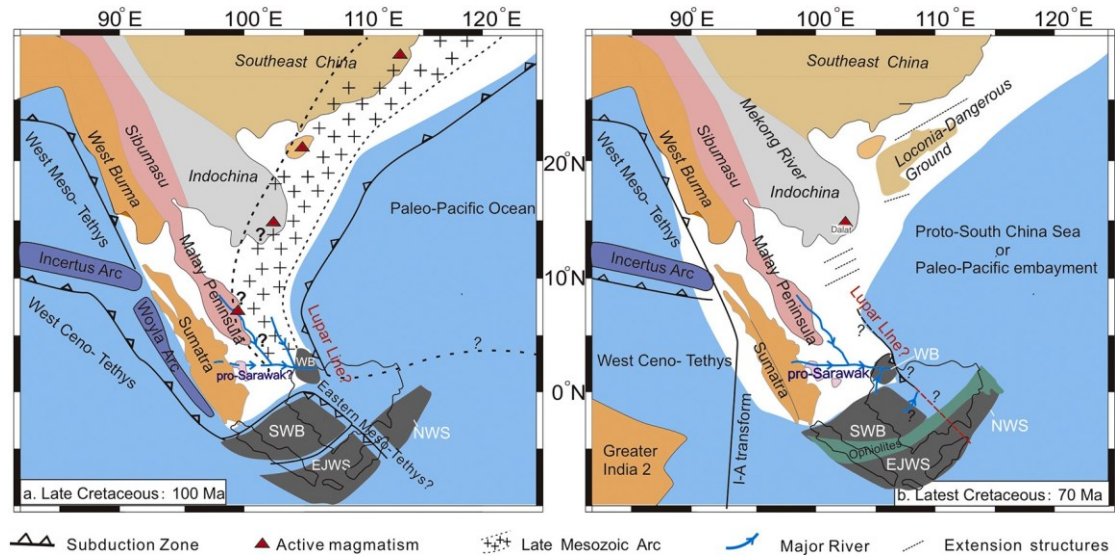 90°E
100°E
110°E
120°E
Southeast China
West Meso- Tethys
West Burma
Sibumasu
Indochina
20°N
?
Paleo-Pacific Ocean
Malay Peninsula
Incertus Arc
10°N
?
Woyla Arc
West Ceno- Tethys
Sumatra
?
Lupar Line?
?
WB
pro-Sarawak?
0°N
Eastern Meso-Tethys?
SWB
NWS
EJWS
a. Late Cretaceous: 100 Ma
90°E
100°E
110°E
120°E
Southeast China
Mekong River
Loconia-Dangerous
Ground
West Meso- Tethys
West Burma
Sibumasu
Indochina
20°N
Dalat
Proto-South China Sea
or
Paleo-Pacific embayment
Malay Peninsula
Incertus Arc
10°N
Lupar Line?
West Ceno- Tethys
Sumatra
?
WB
pro-Sarawak
0°N
?
?
SWB
NWS
Ophiolites
EJWS
Greater
India 2
I-A transform
b. Latest Cretaceous: 70 Ma
Subduction Zone
Active magmatism
Late Mesozoic Arc
Major River
Extension structures